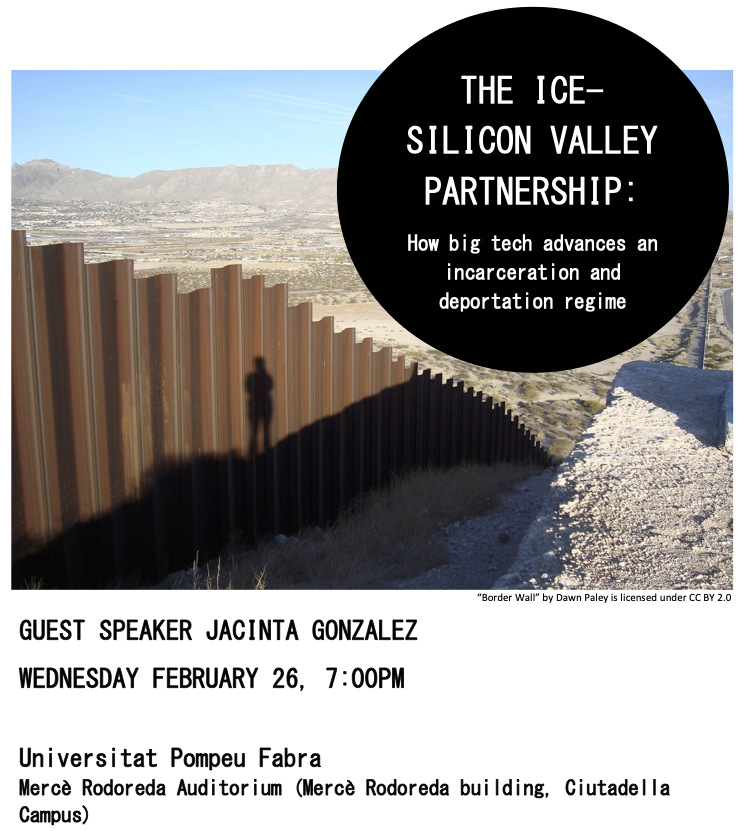 THE ICE–
SILICON VALLEY
PARTNERSHIP:
How big tech advances an
incarceration and
deportation regime
“Border Wall” by Dawn Paley is licensed under CC BY 2.0
GUEST SPEAKER JACINTA GONZALEZ
WEDNESDAY FEBRUARY 26, 7:00PM
Universitat Pompeu Fabra
Mercè Rodoreda Auditorium (Mercè Rodoreda building, Ciutadella
Campus)